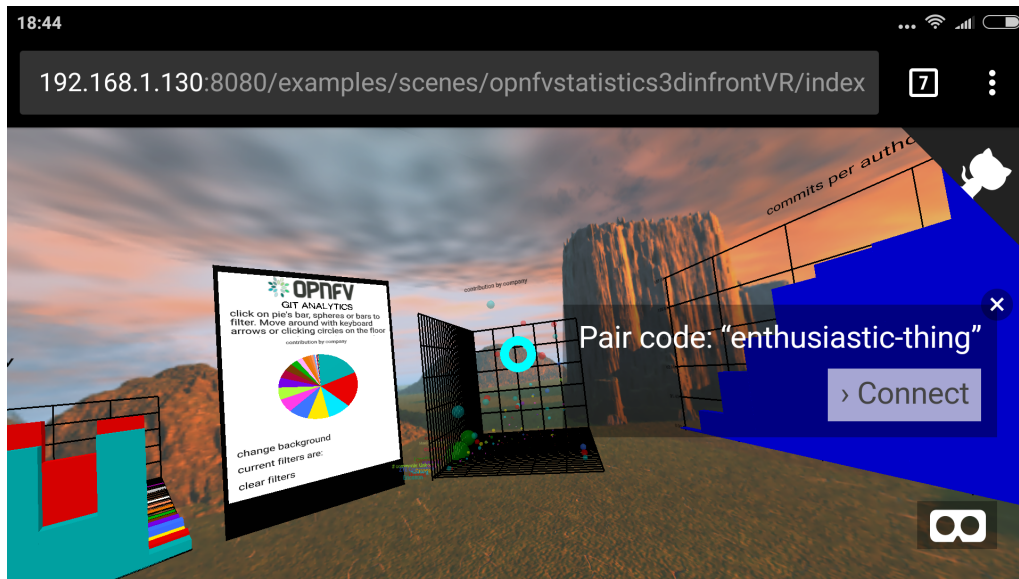 18:44
192.168.1.130:8080/examples/scenes/opnfvstatistics3dinfrontVR/index
7
commits per autho
OPNFV
GIT ANALYTICS
click on pie's bar, spheres or bars to
filter. Move around with keyboard
arrows or clicking circles on the floor
contribution by company
change background
current filters are:
clear filters
contribution by company
Pair code: “enthusiastic-thing”
› Connect